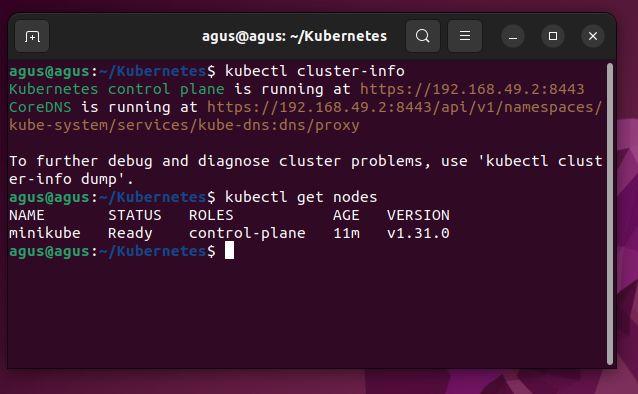 agus@agus: ~/Kubernetes
agus@agus:~/Kubernetes$ kubectl cluster-info
Kubernetes control plane is running at https://192.168.49.2:8443
CoreDNS is running at https://192.168.49.2:8443/api/v1/namespaces/
kube-system/services/kube-dns:dns/proxy
To further debug and diagnose cluster problems, use 'kubectl clust
er-info dump'.
agus@agus:~/Kubernetes$ kubectl get nodes
NAME STATUS ROLES AGE VERSION
minikube Ready control-plane 11m v1.31.0
agus@agus:~/Kubernetes$